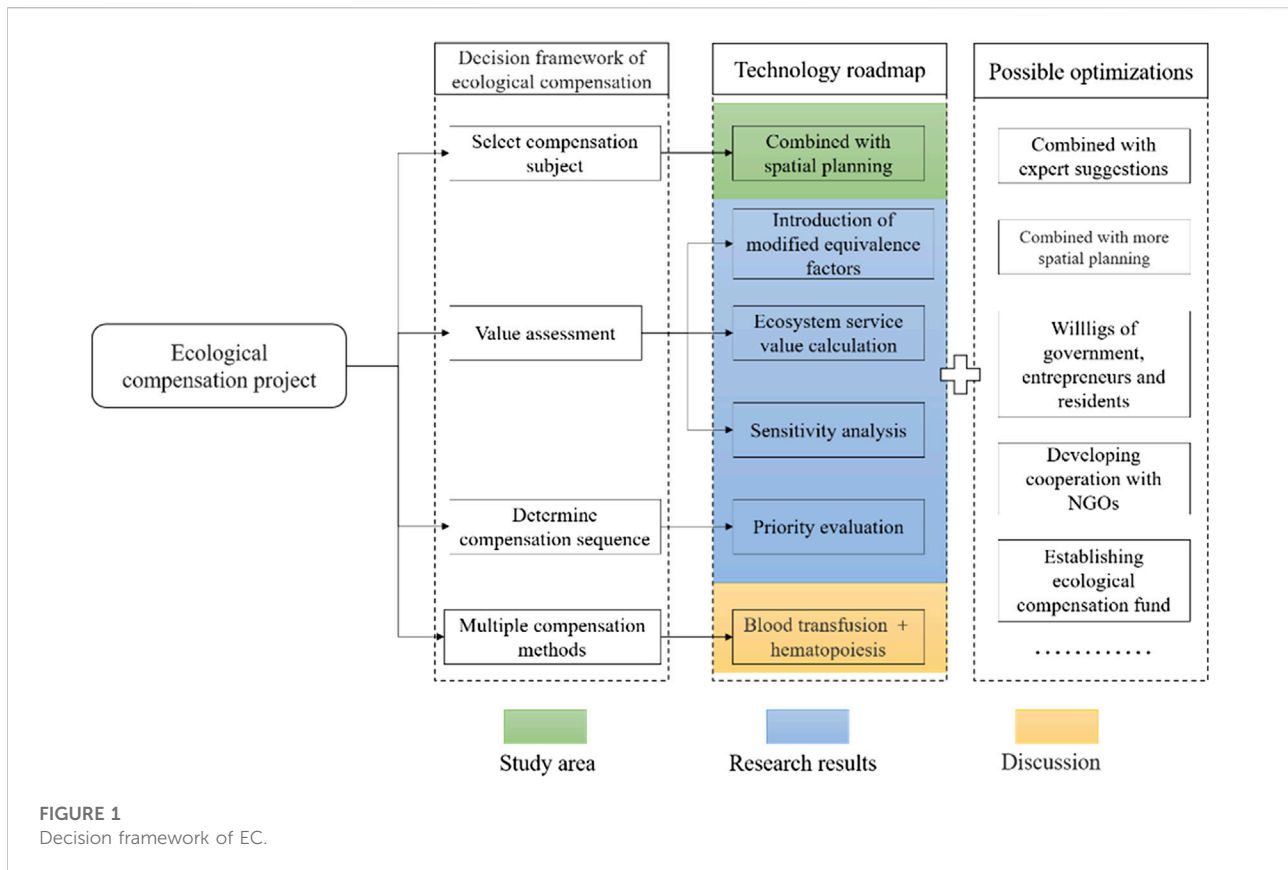 Decision framework of
ecological compensation
Technology roadmap
Possible optimizations
Ecological
compensation project
Select compensation
subject
Value assessment
Determine
compensation sequence
Multiple compensation
methods
Combined with
spatial planning
Introduction of
modified equivalence
factors
Ecosystem service
value calculation
Sensitivity analysis
Priority evaluation
Blood transfusion +
hematopoiesis
Combined with
expert suggestions
Combined with more
spatial planning
Willligs of
government,
entrepreneurs and
residents
Developing
cooperation with
NGOs
Establishing
ecological
compensation fund
............
Study area
Research results
Discussion
FIGURE 1
Decision framework of EC.